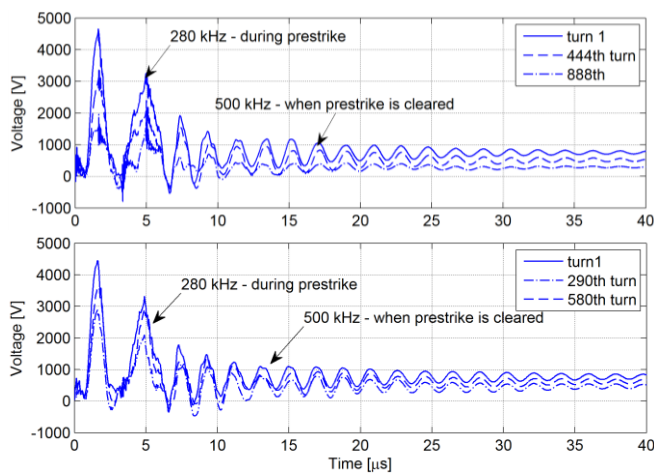 5000
4000
3000
2000
1000
0
-1000
Voltage [V]
280 kHz - during prestrike
500 kHz - when prestrike is cleared
turn 1
444th turn
888th
0 5 10 15 20 25 30 35 40
5000
4000
3000
2000
1000
0
-1000
Voltage [V]
280 kHz - during prestrike
500 kHz - when prestrike is cleared
turn1
290th turn
580th turn
0 5 10 15 20 25 30 35 40
Time [μs]